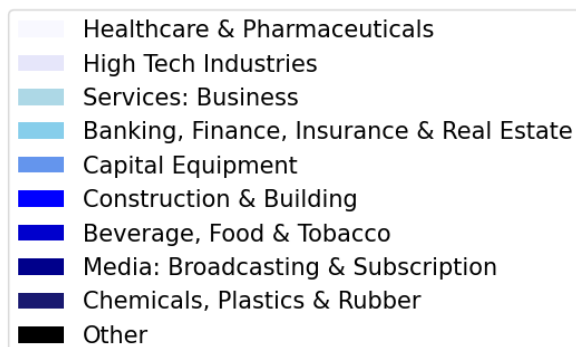 Healthcare & Pharmaceuticals
High Tech Industries
Services: Business
Banking, Finance, Insurance & Real Estate
Capital Equipment
Construction & Building
Beverage, Food & Tobacco
Media: Broadcasting & Subscription
Chemicals, Plastics & Rubber
Other